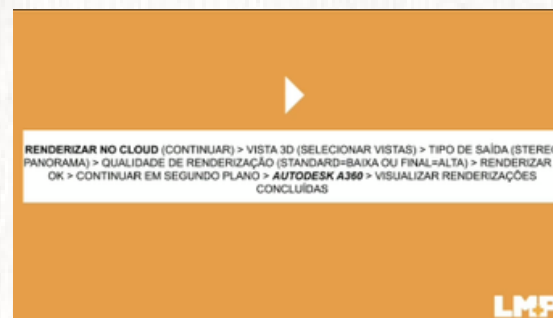 RENDERIZAR NO CLOUD (CONTINUAR) > VISTA 3D (SELECIONAR VISTAS) > TIPO DE SAÍDA (STEREO
PANORAMA) > QUALIDADE DE RENDERIZAÇÃO (STANDARD=BAIXA OU FINAL=ALTA) > RENDERIZAR
OK > CONTINUAR EM SEGUNDO PLANO > AUTODESK A360 > VISUALIZAR RENDERIZAÇÕES
CONCLUÍDAS